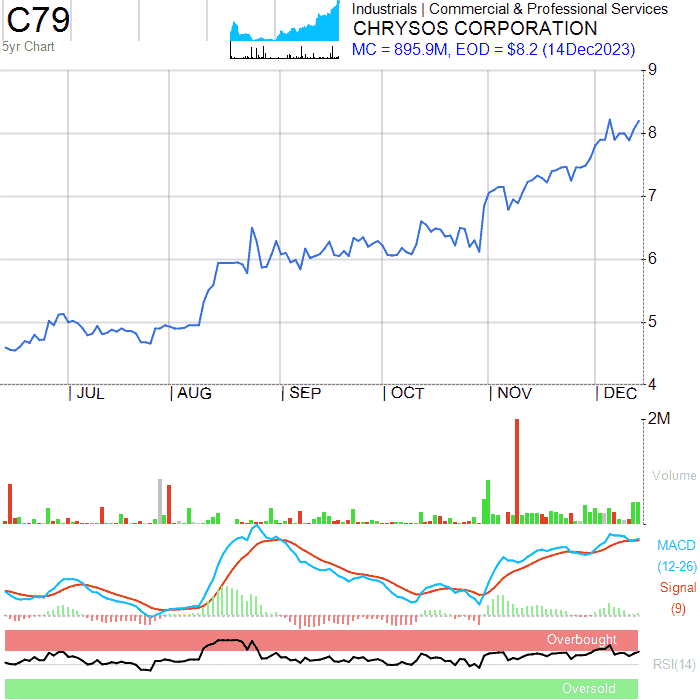 C79
5yr Chart
Industrials | Commercial & Professional Services
CHRYSOS CORPORATION
MC = 895.9M, EOD = $8.2 (14Dec2023)
9
8
7
6
5
4
JUL AUG SEP OCT NOV DEC
2M
Volume
MACD
(12-26)
Signal
(9)
Overbought
RSI(14)
Oversold